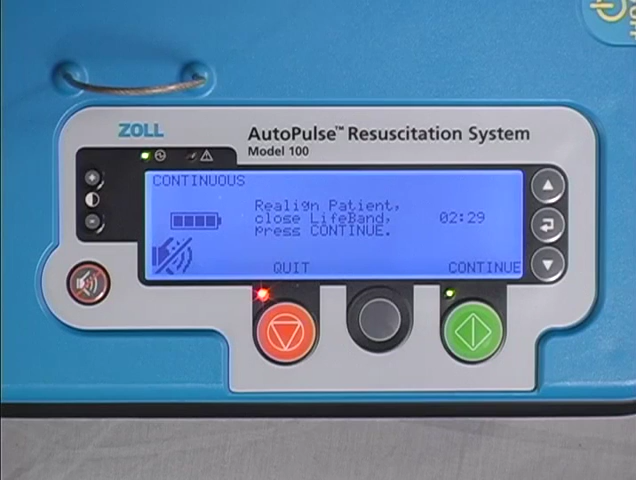 ZOLL
AutoPulse™ Resuscitation System
Model 100
CONTINUOUS
Realign Patient,
close LifeBand,
press CONTINUE.
02:29
QUIT
CONTINUE